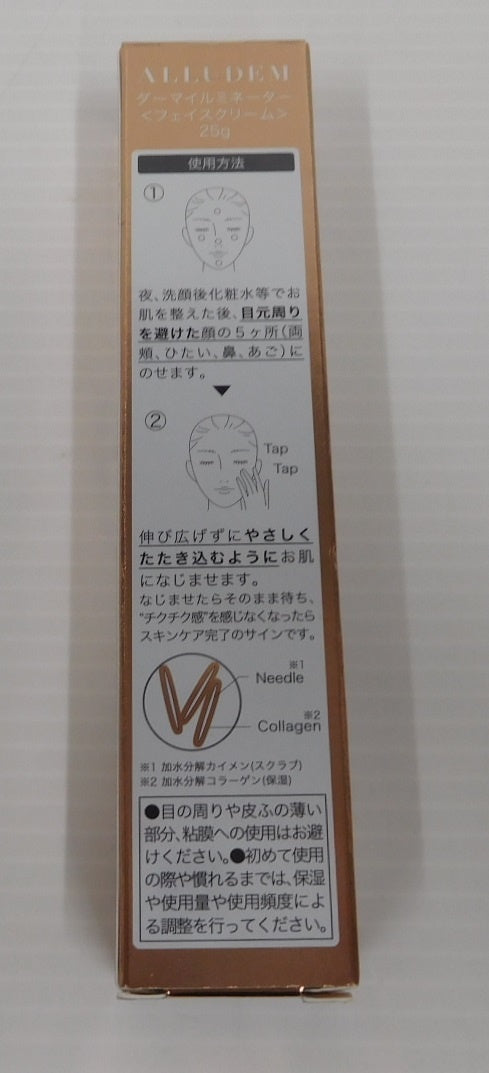 ALLUDEM
ダーマイルミネーター
＜フェイスクリーム＞
25g
使用方法
①
夜、洗顔後化粧水等でお
肌を整えた後、目元周り
を避けた顔の5ヶ所(両
頬、ひたい、鼻、あご)に
のせます。
②
Tap
Tap
伸び広げずにやさしく
たたき込むようにお肌
になじませます。
なじませたらそのまま待ち、
"チクチク感"を感じなくなったら
スキンケア完了のサインです。
※1
Needle
※2
Collagen
※1 加水分解カイメン(スクラブ)
※2 加水分解コラーゲン(保湿)
●目の周りや皮ふの薄い
部分、粘膜への使用はお避
けください。●初めて使用
の際や慣れるまでは、保湿
や使用量や使用頻度によ
る調整を行ってください。